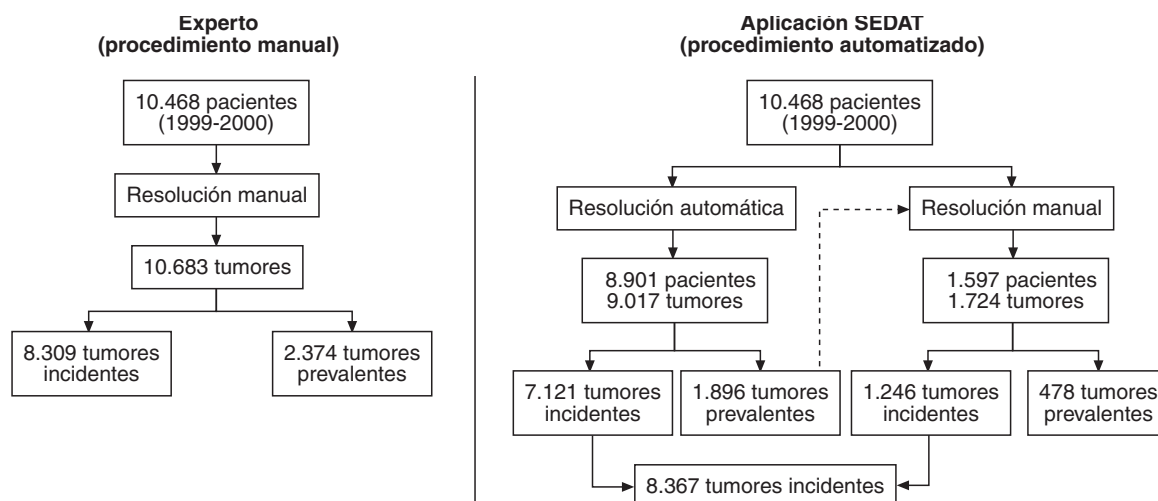 Experto
(procedimiento manual)
10.468 pacientes
(1999-2000)
Resolución manual
10.683 tumores
8.309 tumores
incidentes
2.374 tumores
prevalentes
Aplicación SEDAT
(procedimiento automatizado)
10.468 pacientes
(1999-2000)
Resolución automática
Resolución manual
8.901 pacientes
9.017 tumores
1.597 pacientes
1.724 tumores
7.121 tumores
incidentes
1.896 tumores
prevalentes
1.246 tumores
incidentes
478 tumores
prevalentes
8.367 tumores incidentes